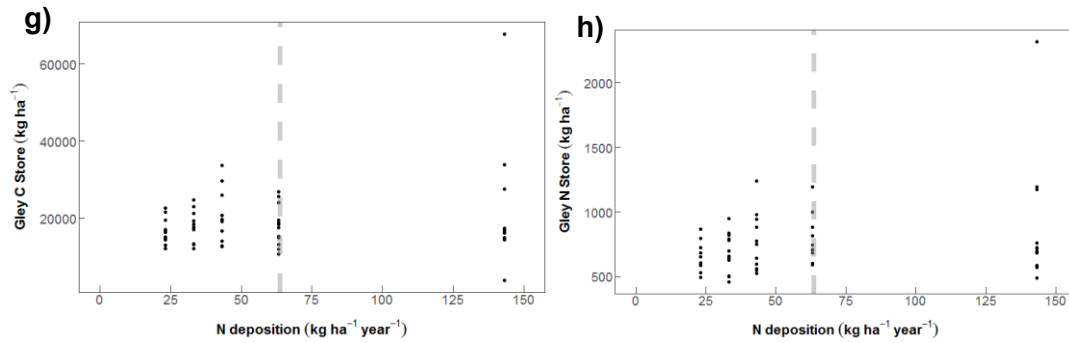 g)
Gley C Store (kg ha⁻¹)
60000
40000
20000
0 25 50 75 100 125 150
N deposition (kg ha⁻¹ year⁻¹)
h)
Gley N Store (kg ha⁻¹)
2000
1500
1000
500
0 25 50 75 100 125 150
N deposition (kg ha⁻¹ year⁻¹)